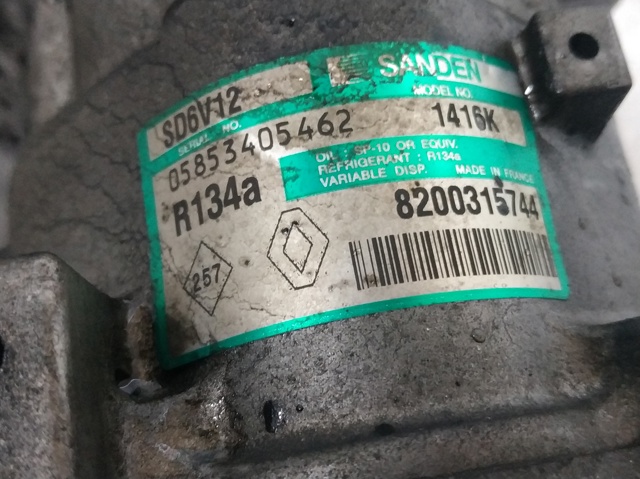 SANDEN
SD6V12
MODEL NO.
SERIAL NO.
1416K
05853405462
OIL : SP-10 OR EQUIV.
REFRIGERANT : R134a
VARIABLE DISP. MADE IN FRANCE
R134a
8200315744
257